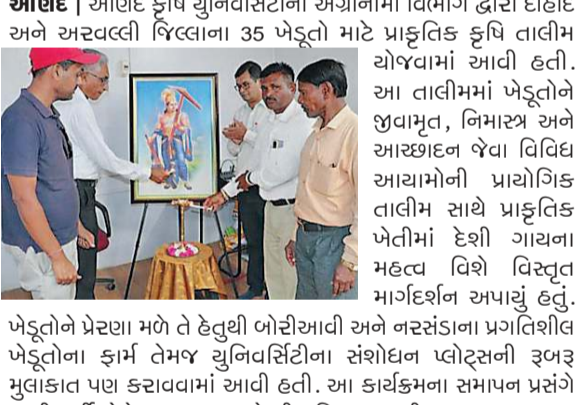 આણંદ | આણંદ કૃષિ યુનિવર્સિટીના એગ્રોનોમી વિભાગ દ્વારા દાહોદ
અને અરવલ્લી જિલ્લાના 35 ખેડૂતો માટે પ્રાકૃતિક કૃષિ તાલીમ
યોજવામાં આવી હતી.
આ તાલીમમાં ખેડૂતોને
જીવામૃત, નિમાસ્ત્ર અને
આચ્છાદન જેવા વિવિધ
આયામોની પ્રાયોગિક
તાલીમ સાથે પ્રાકૃતિક
ખેતીમાં દેશી ગાયના
મહત્વ વિશે વિસ્તૃત
માર્ગદર્શન અપાયું હતું.
ખેડૂતોને પ્રેરણા મળે તે હેતુથી બોરીઆવી અને નરસંડાના પ્રગતિશીલ
ખેડૂતોના ફાર્મ તેમજ યુનિવર્સિટીના સંશોધન પ્લોટ્સની રૂબરૂ
મુલાકાત પણ કરાવવામાં આવી હતી. આ કાર્યક્રમના સમાપન પ્રસંગે